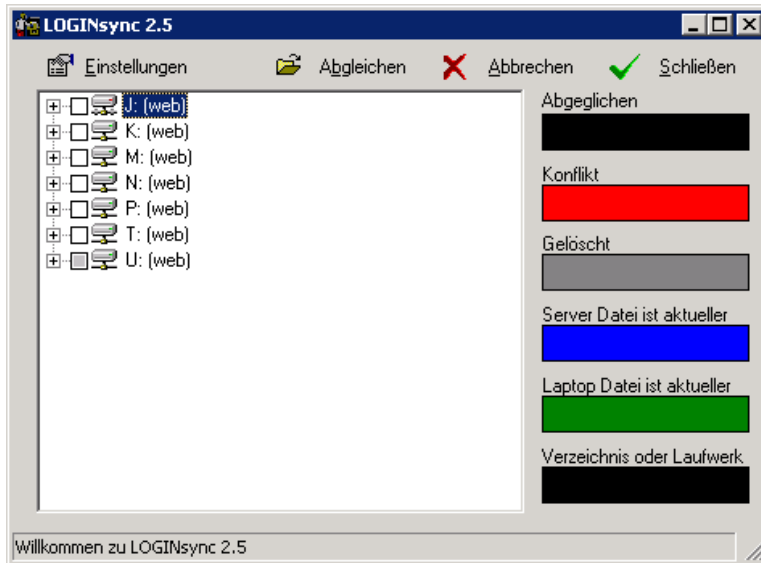 LOGINsync 2.5
Einstellungen Abgleichen Abbrechen Schließen
J: (web)
K: (web)
M: (web)
N: (web)
P: (web)
T: (web)
U: (web)
Abgeglichen
Konflikt
Gelöscht
Server Datei ist aktueller
Laptop Datei ist aktueller
Verzeichnis oder Laufwerk
Willkommen zu LOGINsync 2.5